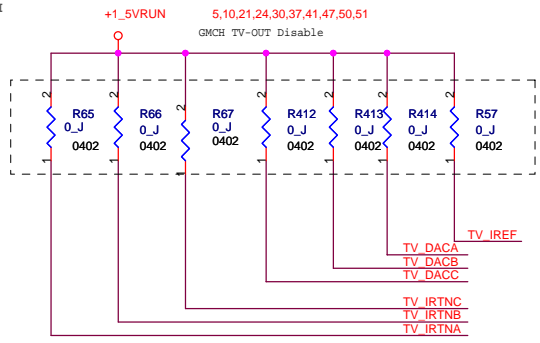 I
+1_5VRUN 5,10,21,24,30,37,41,47,50,51
GMCH TV-OUT Disable
2 2 2 2 2 2 2
R65 R66 R67 R412 R413 R414 R57
0_J 0_J 0_J 0_J 0_J 0_J 0_J
0402 0402 0402 0402 0402 0402 0402
1 1 1 1 1 1 1
TV_IREF
TV_DACA
TV_DACB
TV_DACC
TV_IRTNC
TV_IRTNB
TV_IRTNA